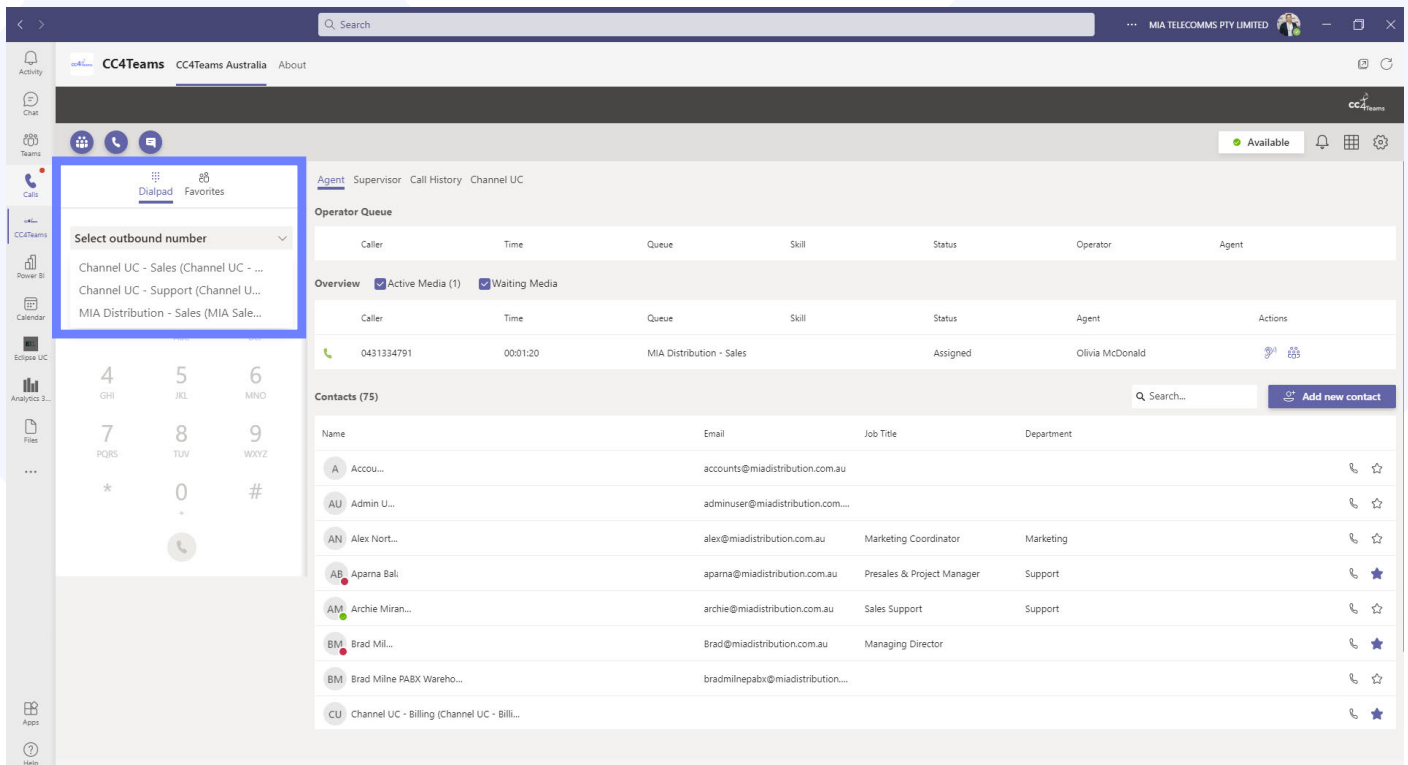 Search
... MIA TELECOMMS PTY LIMITED
Activity
Chat
Teams
Calls
CC4Teams
Power BI
Calendar
Eclipse UC
Analytics 3...
Files
...
Apps
Help
CC4Teams CC4Teams Australia About
cc4Teams
Available
Dialpad Favorites
Select outbound number
Channel UC - Sales (Channel UC - ...
Channel UC - Support (Channel U...
MIA Distribution - Sales (MIA Sale...
4 5 6
GHI JKL MNO
7 8 9
PQRS TUV WXYZ
* 0 #
+
Agent Supervisor Call History Channel UC
Operator Queue
Caller Time Queue Skill Status Operator Agent
Overview Active Media (1) Waiting Media
Caller Time Queue Skill Status Agent Actions
0431334791 00:01:20 MIA Distribution - Sales Assigned Olivia McDonald
Contacts (75) Search... Add new contact
Name Email Job Title Department
A Accou... accounts@miadistribution.com.au
AU Admin U... adminuser@miadistribution.com....
AN Alex Nort... alex@miadistribution.com.au Marketing Coordinator Marketing
AB Aparna Bal aparna@miadistribution.com.au Presales & Project Manager Support
AM Archie Miran... archie@miadistribution.com.au Sales Support Support
BM Brad Mil... Brad@miadistribution.com.au Managing Director
BM Brad Milne PABX Wareho... bradmilnepabx@miadistribution....
CU Channel UC - Billing (Channel UC - Billi...